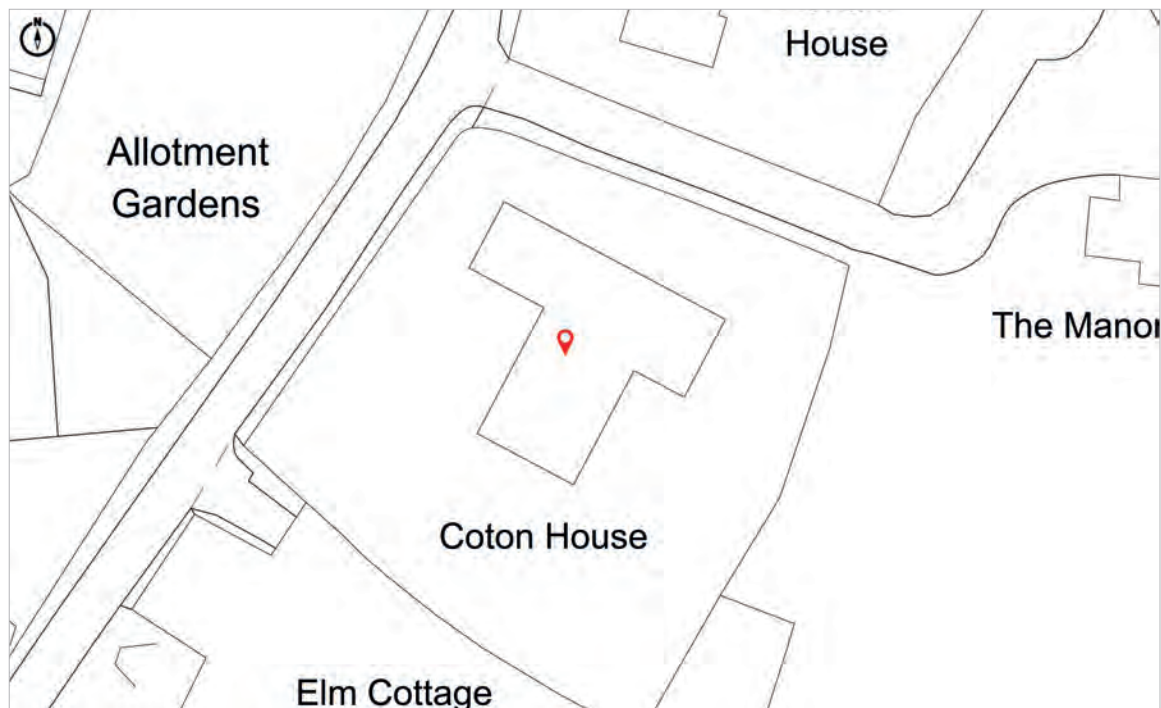 N
House
Allotment
Gardens
The Manor
Coton House
Elm Cottage